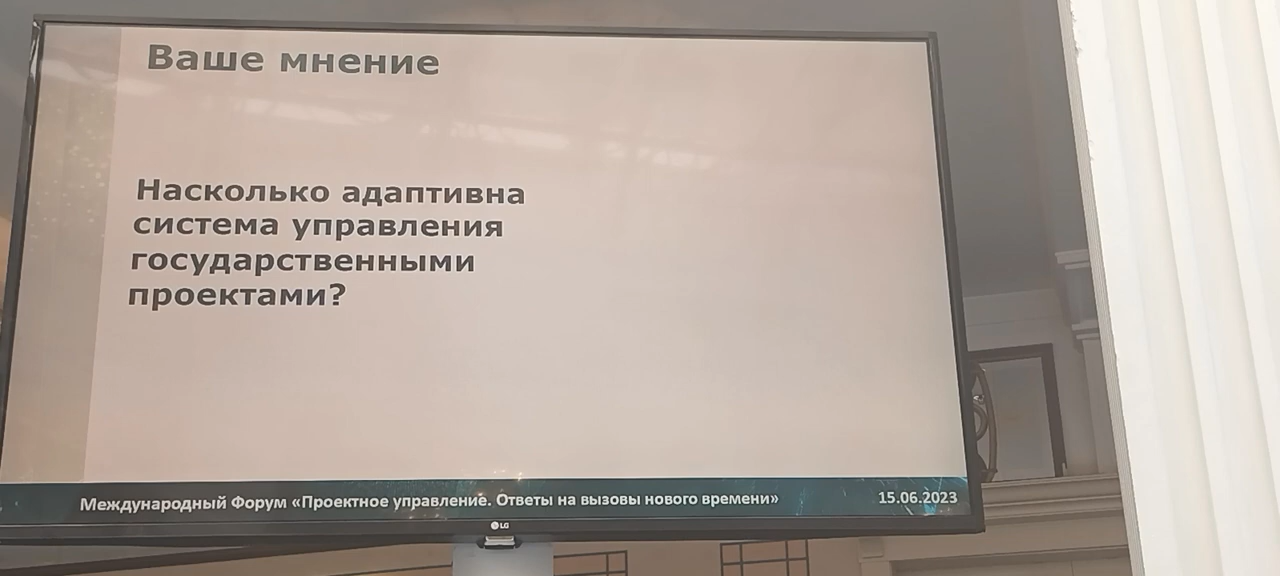 Ваше мнение
Насколько адаптивна
система управления
государственными
проектами?
Международный Форум «Проектное управление. Ответы на вызовы нового времени»
15.06.2023
LG